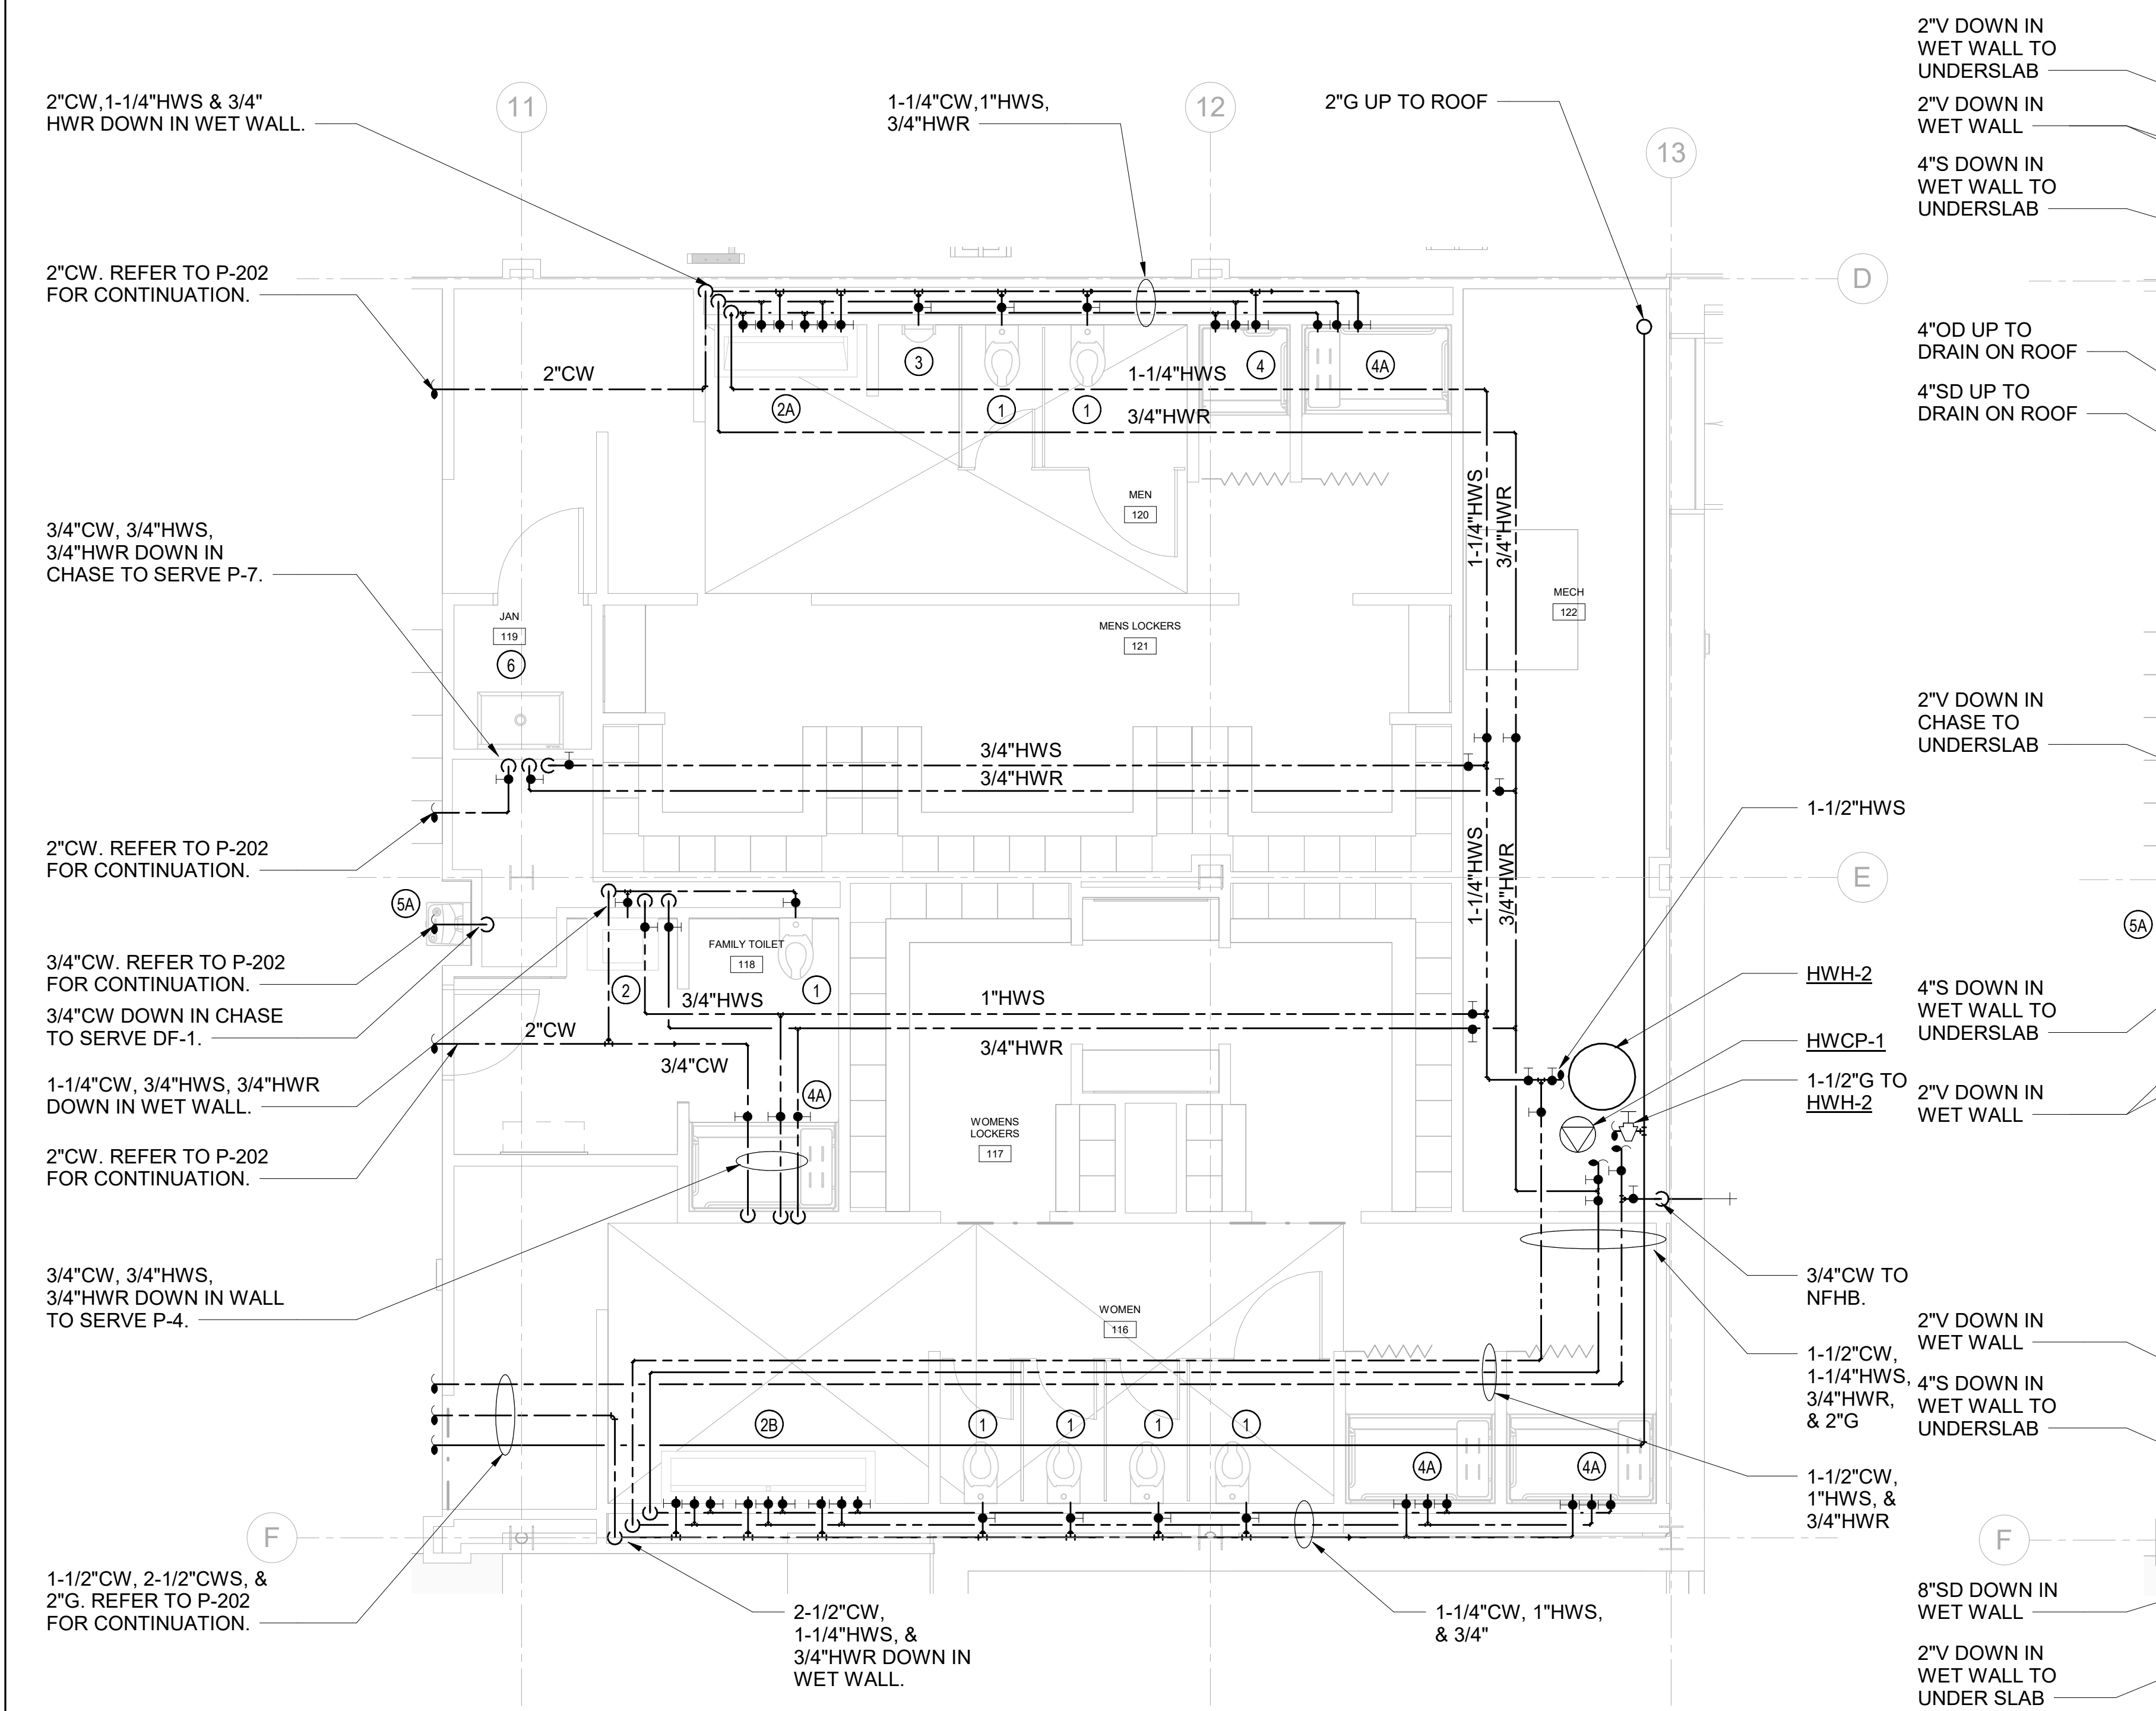 2"CW,1-1/4"HWS & 3/4"
HWR DOWN IN WET WALL.
11
1-1/4"CW,1"HWS,
3/4"HWR
12
2"G UP TO ROOF
13
D
2"CW. REFER TO P-202
FOR CONTINUATION.
2"CW
2A
3
1
1
1-1/4"HWS
3/4"HWR
4
4A
MEN
120
1-1/4"HWS
3/4"HWR
MECH
122
3/4"CW, 3/4"HWS,
3/4"HWR DOWN IN
CHASE TO SERVE P-7.
JAN
119
6
MENS LOCKERS
121
3/4"HWS
3/4"HWR
2"CW. REFER TO P-202
FOR CONTINUATION.
1-1/2"HWS
1-1/4"HWS
3/4"HWR
E
5A
3/4"CW. REFER TO P-202
FOR CONTINUATION.
3/4"CW DOWN IN CHASE
TO SERVE DF-1.
FAMILY TOILET
118
2
3/4"HWS
1
1"HWS
3/4"HWR
2"CW
3/4"CW
4A
HWH-2
HWCP-1
1-1/2"G TO
HWH-2
1-1/4"CW, 3/4"HWS, 3/4"HWR
DOWN IN WET WALL.
2"CW. REFER TO P-202
FOR CONTINUATION.
WOMENS
LOCKERS
117
3/4"CW, 3/4"HWS,
3/4"HWR DOWN IN WALL
TO SERVE P-4.
WOMEN
116
3/4"CW TO
NFHB.
1-1/2"CW,
1-1/4"HWS,
3/4"HWR,
& 2"G
2B
1
1
1
1
4A
4A
1-1/2"CW,
1"HWS, &
3/4"HWR
F
1-1/2"CW, 2-1/2"CWS, &
2"G. REFER TO P-202
FOR CONTINUATION.
2-1/2"CW,
1-1/4"HWS, &
3/4"HWR DOWN IN
WET WALL.
1-1/4"CW, 1"HWS,
& 3/4"
2"V DOWN IN
WET WALL TO
UNDERSLAB
2"V DOWN IN
WET WALL
4"S DOWN IN
WET WALL TO
UNDERSLAB
4"OD UP TO
DRAIN ON ROOF
4"SD UP TO
DRAIN ON ROOF
2"V DOWN IN
CHASE TO
UNDERSLAB
5A
4"S DOWN IN
WET WALL TO
UNDERSLAB
2"V DOWN IN
WET WALL
2"V DOWN IN
WET WALL
4"S DOWN IN
WET WALL TO
UNDERSLAB
F
8"SD DOWN IN
WET WALL
2"V DOWN IN
WET WALL TO
UNDER SLAB